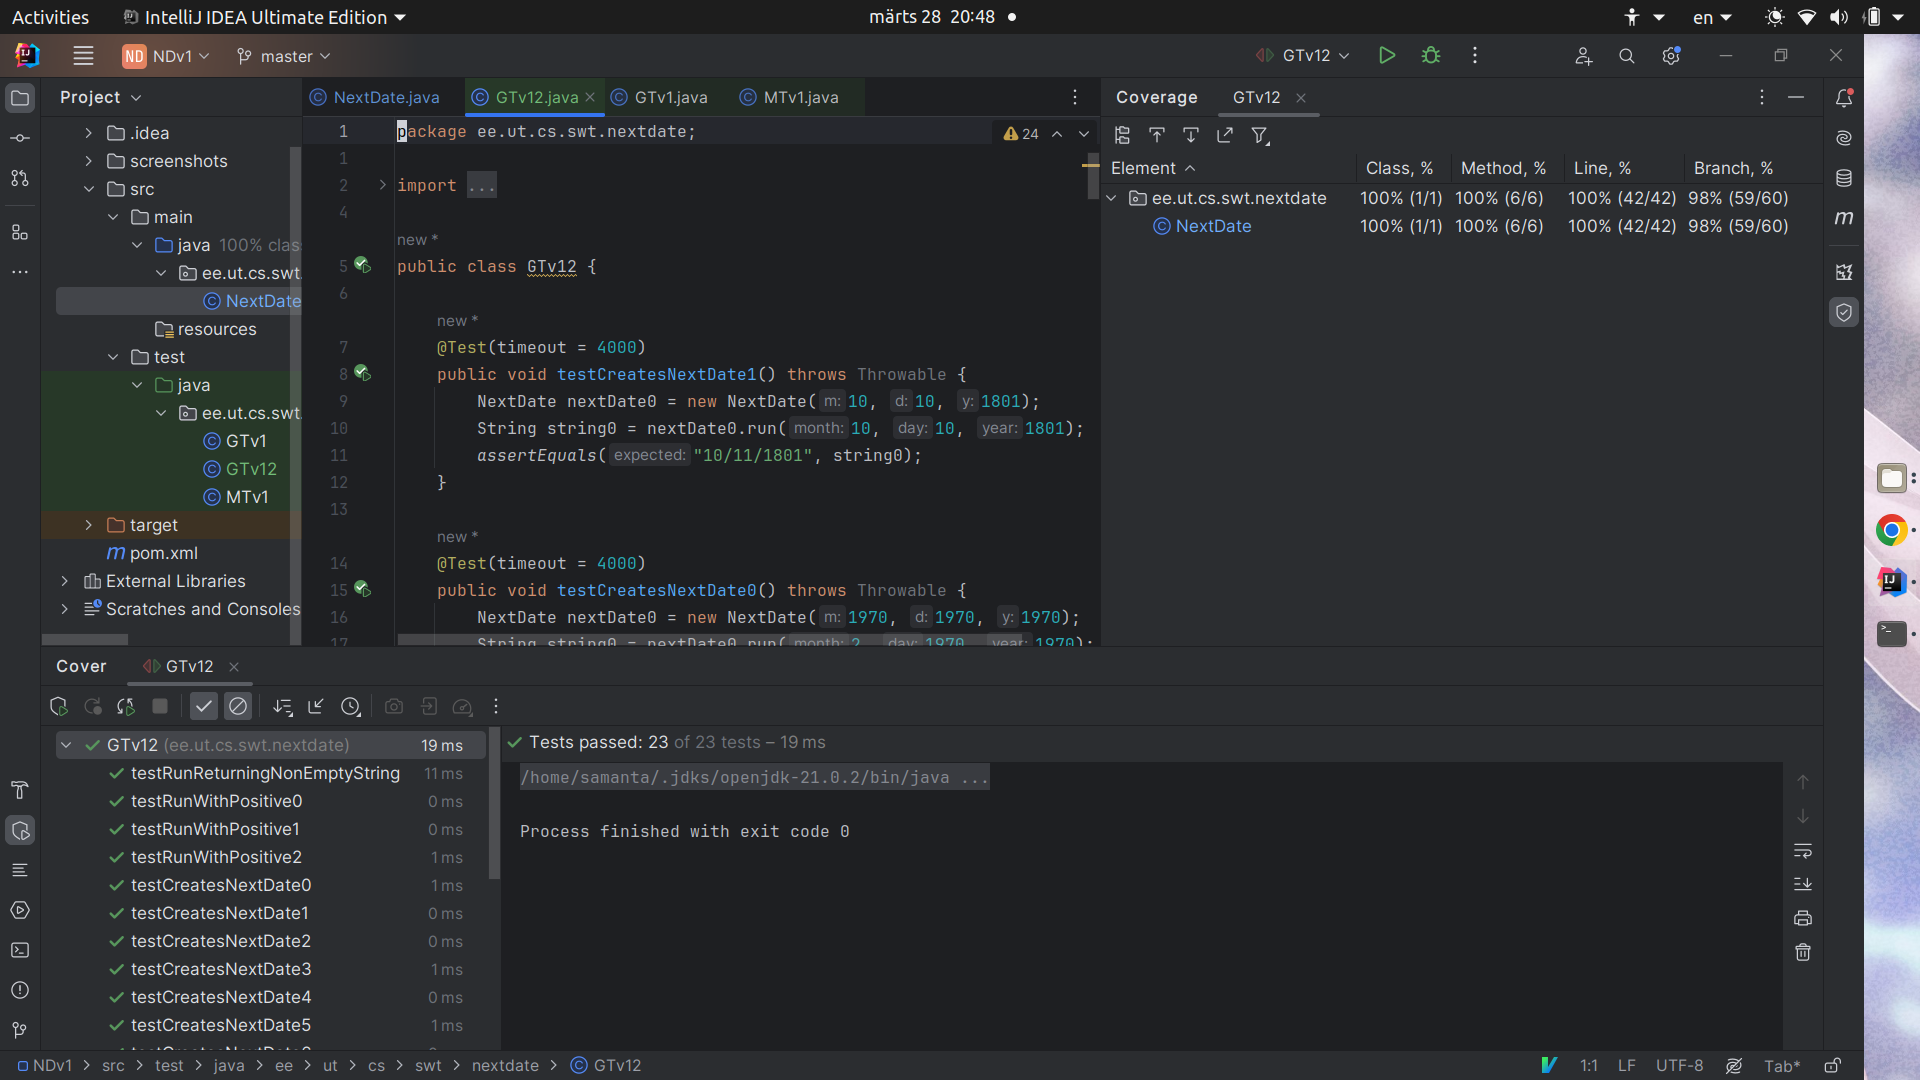 Activities
IntelliJ IDEA Ultimate Edition
märts 28 20:48
en
ND NDv1
master
GTv12
Project
.idea
screenshots
src
main
java 100% clas
ee.ut.cs.swt.
NextDate
resources
test
java
ee.ut.cs.swt.
GTv1
GTv12
MTv1
target
pom.xml
External Libraries
Scratches and Consoles
NextDate.java
GTv12.java
GTv1.java
MTv1.java
24
1 package ee.ut.cs.swt.nextdate;
1
2 import ...
4
new *
5 public class GTv12 {
6
new *
7 @Test(timeout = 4000)
8 public void testCreatesNextDate1() throws Throwable {
9 NextDate nextDate0 = new NextDate( m: 10, d: 10, y: 1801);
10 String string0 = nextDate0.run( month: 10, day: 10, year: 1801);
11 assertEquals( expected: "10/11/1801", string0);
12 }
13
new *
14 @Test(timeout = 4000)
15 public void testCreatesNextDate0() throws Throwable {
16 NextDate nextDate0 = new NextDate( m: 1970, d: 1970, y: 1970);
17 String string0 = nextDate0.run( month: 2, day: 1970, year: 1970);
Coverage
GTv12
Element Class, % Method, % Line, % Branch, %
ee.ut.cs.swt.nextdate 100% (1/1) 100% (6/6) 100% (42/42) 98% (59/60)
NextDate 100% (1/1) 100% (6/6) 100% (42/42) 98% (59/60)
Cover
GTv12
GTv12 (ee.ut.cs.swt.nextdate) 19 ms
testRunReturningNonEmptyString 11 ms
testRunWithPositive0 0 ms
testRunWithPositive1 0 ms
testRunWithPositive2 1 ms
testCreatesNextDate0 1 ms
testCreatesNextDate1 0 ms
testCreatesNextDate2 0 ms
testCreatesNextDate3 1 ms
testCreatesNextDate4 0 ms
testCreatesNextDate5 1 ms
Tests passed: 23 of 23 tests – 19 ms
/home/samanta/.jdks/openjdk-21.0.2/bin/java ...
Process finished with exit code 0
NDv1 > src > test > java > ee > ut > cs > swt > nextdate > GTv12
1:1 LF UTF-8 Tab*